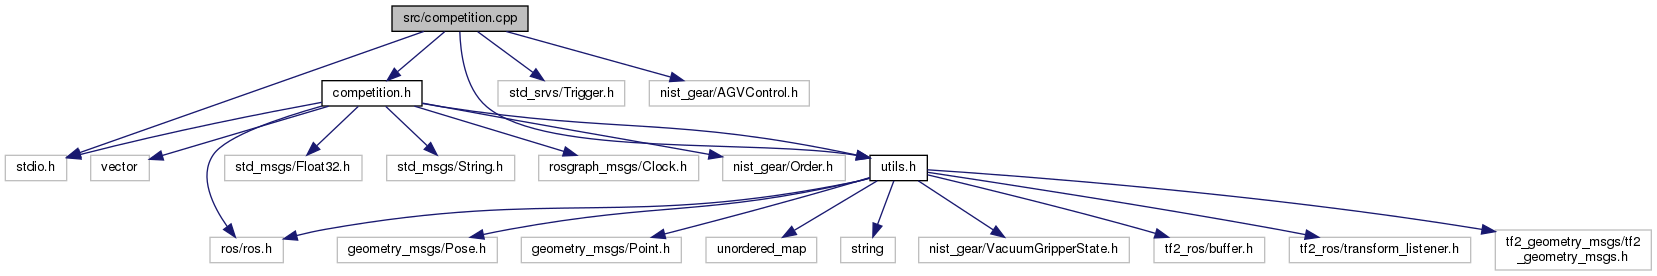 src/competition.cpp
competition.h
std_srvs/Trigger.h
nist_gear/AGVControl.h
stdio.h
vector
std_msgs/Float32.h
std_msgs/String.h
rosgraph_msgs/Clock.h
nist_gear/Order.h
utils.h
ros/ros.h
geometry_msgs/Pose.h
geometry_msgs/Point.h
unordered_map
string
nist_gear/VacuumGripperState.h
tf2_ros/buffer.h
tf2_ros/transform_listener.h
tf2_geometry_msgs/tf2
_geometry_msgs.h